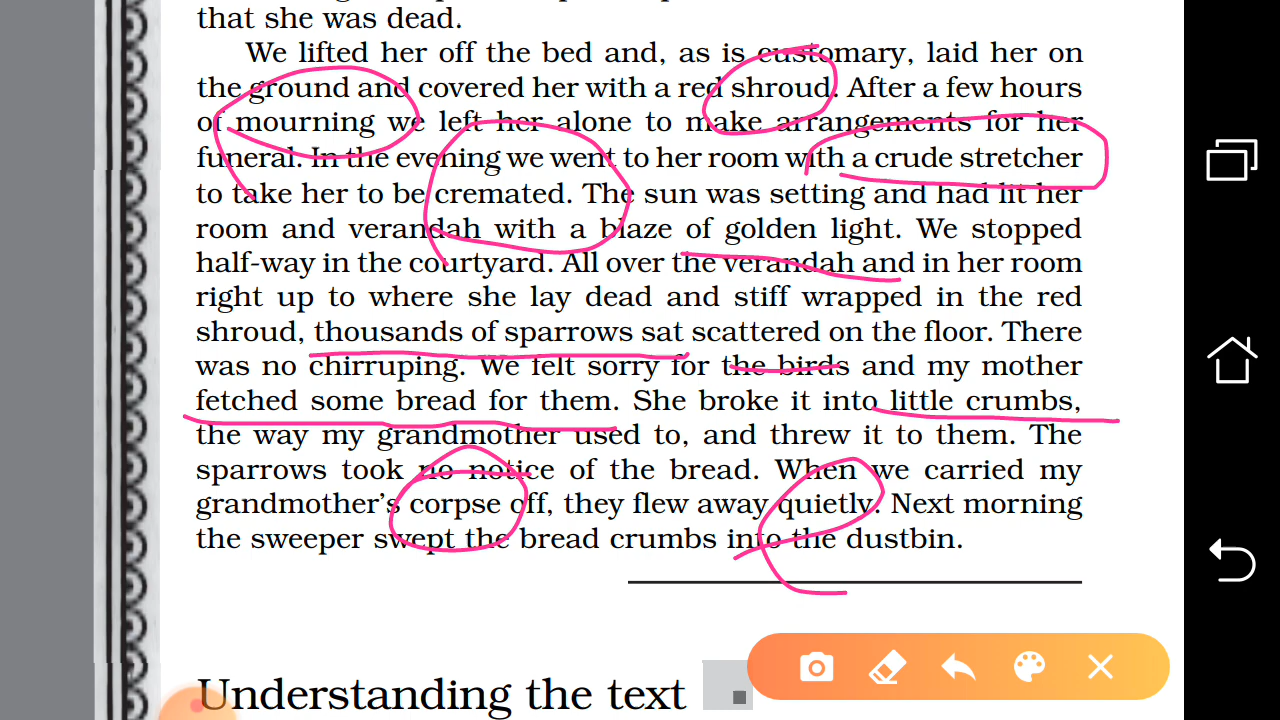 that she was dead.
We lifted her off the bed and, as is customary, laid her on
the ground and covered her with a red shroud. After a few hours
of mourning we left her alone to make arrangements for her
funeral. In the evening we went to her room with a crude stretcher
to take her to be cremated. The sun was setting and had lit her
room and verandah with a blaze of golden light. We stopped
half-way in the courtyard. All over the verandah and in her room
right up to where she lay dead and stiff wrapped in the red
shroud, thousands of sparrows sat scattered on the floor. There
was no chirruping. We felt sorry for the birds and my mother
fetched some bread for them. She broke it into little crumbs,
the way my grandmother used to, and threw it to them. The
sparrows took no notice of the bread. When we carried my
grandmother's corpse off, they flew away quietly. Next morning
the sweeper swept the bread crumbs into the dustbin.
Understanding the text